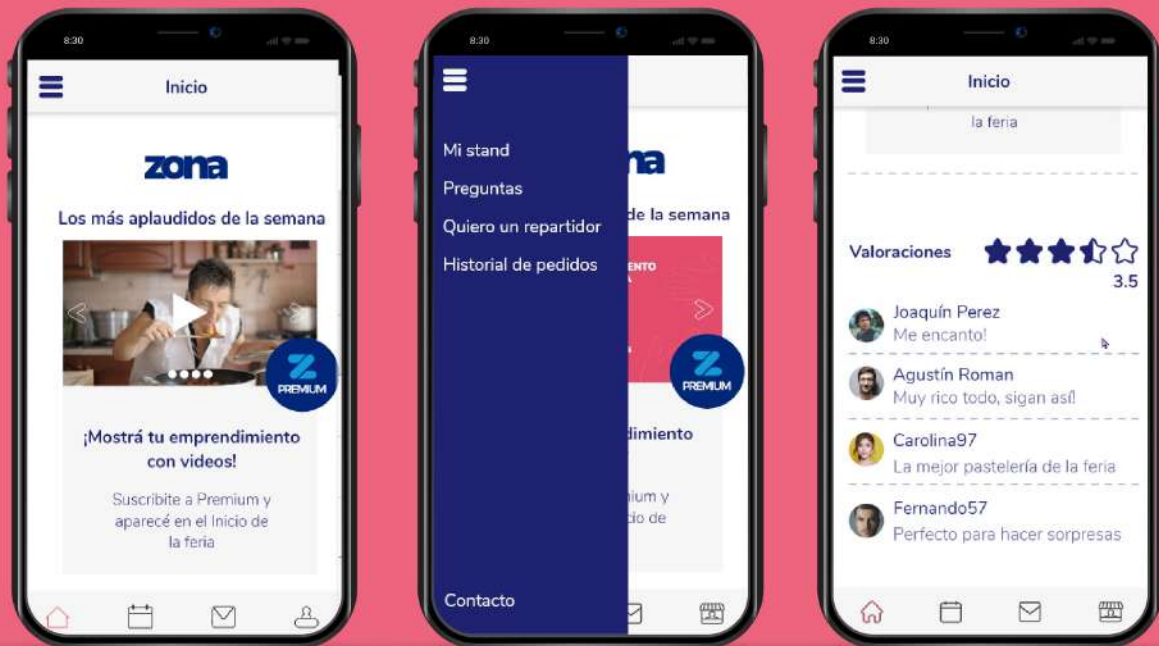 8:30
Inicio
zona
Los más aplaudidos de la semana
PREMIUM
¡Mostrá tu emprendimiento
con videos!
Suscribite a Premium y
aparecé en el Inicio de
la feria
8:30
Mi stand
Preguntas
Quiero un repartidor
Historial de pedidos
Contacto
na
de la semana
ENTO
PREMIUM
dimiento
ium y
cio de
8:30
Inicio
la feria
Valoraciones
3.5
Joaquín Perez
Me encanto!
Agustín Roman
Muy rico todo, sigan así!
Carolina97
La mejor pastelería de la feria
Fernando57
Perfecto para hacer sorpresas